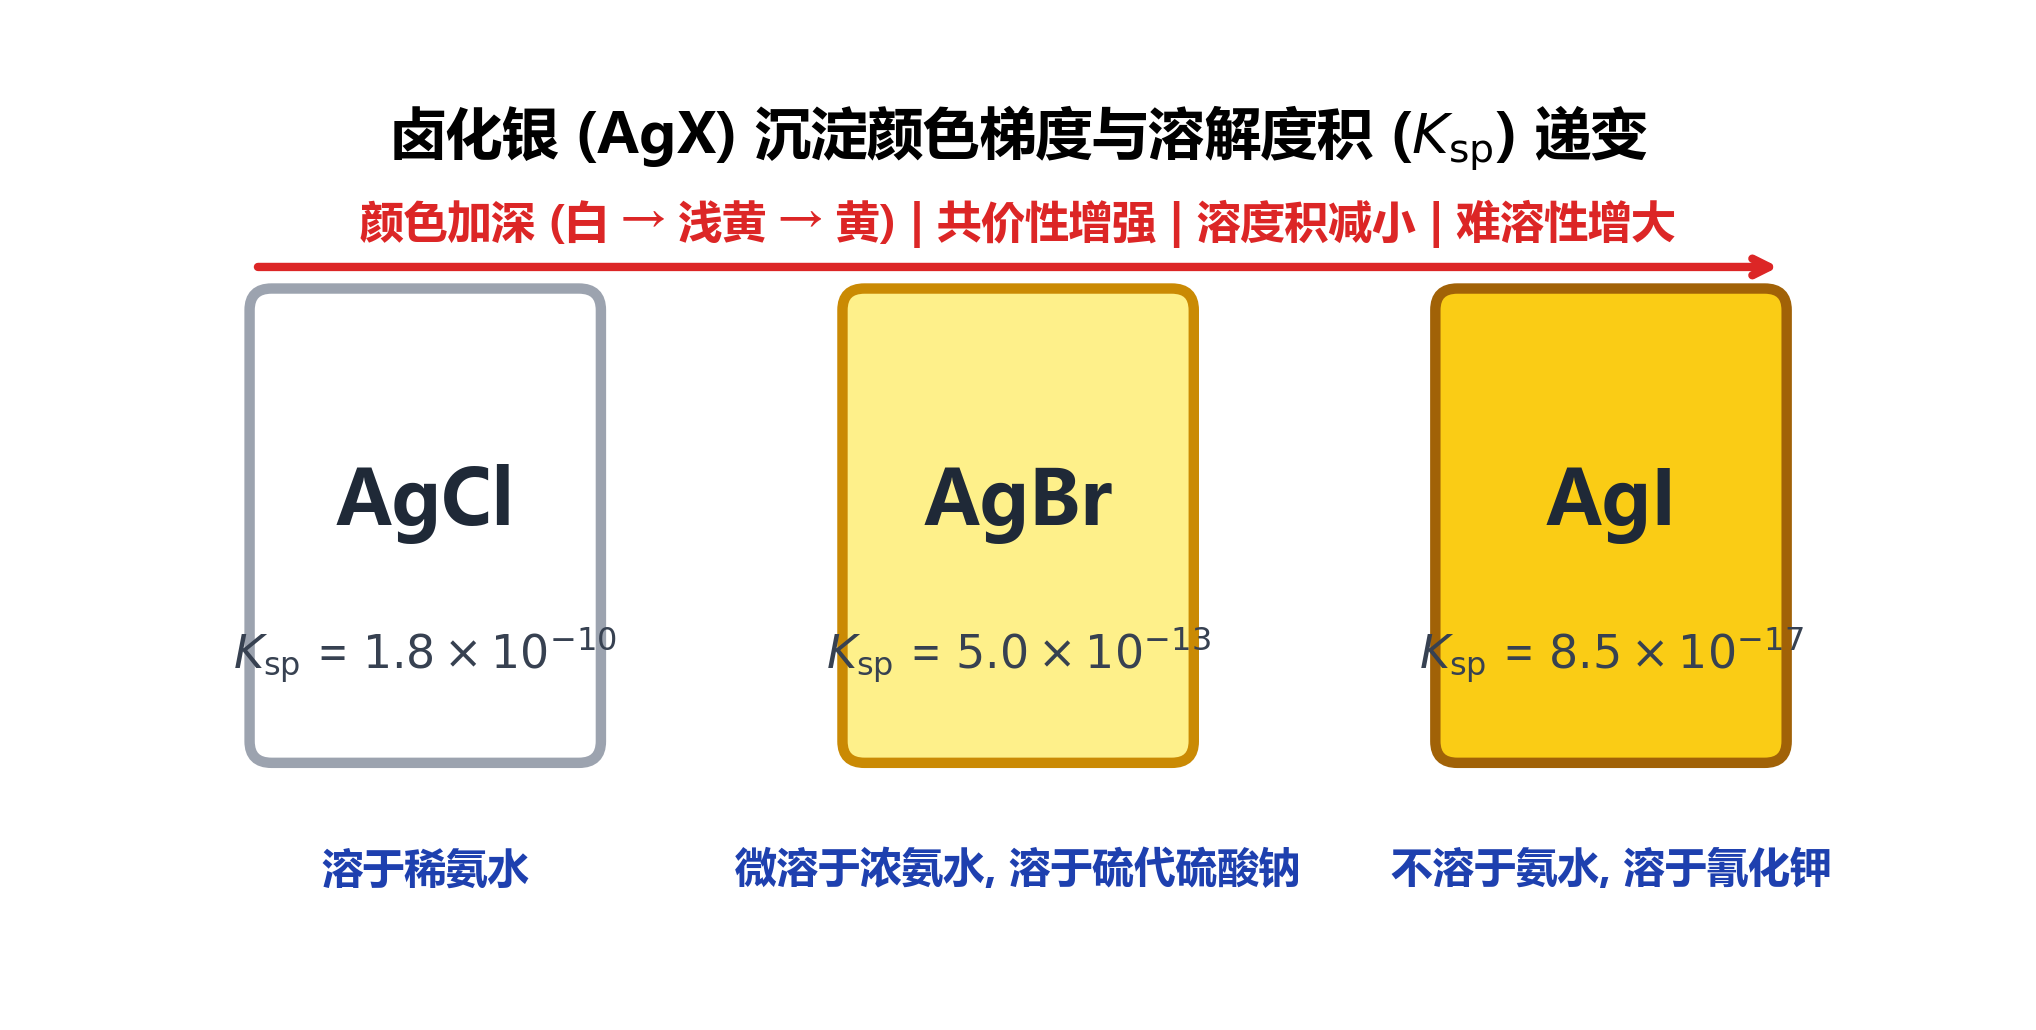 卤化银 (AgX) 沉淀颜色梯度与溶解度积 (Ksp) 递变
颜色加深 (白 → 浅黄 → 黄) | 共价性增强 | 溶度积减小 | 难溶性增大
AgCl
AgBr
AgI
Ksp = 1.8 × 10⁻¹⁰
Ksp = 5.0 × 10⁻¹³
Ksp = 8.5 × 10⁻¹⁷
溶于稀氨水
微溶于浓氨水, 溶于硫代硫酸钠
不溶于氨水, 溶于氰化钾